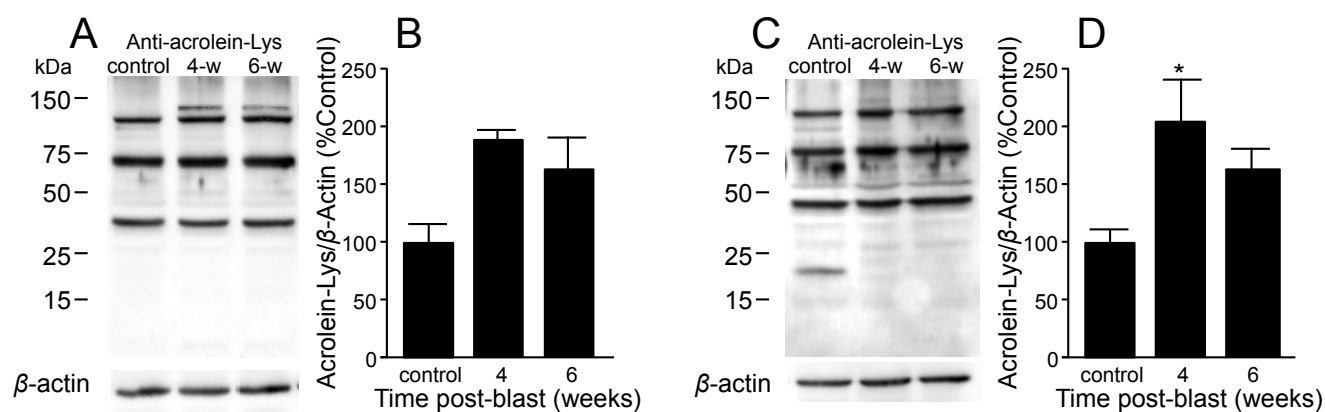 A
Anti-acrolein-Lys
kDa control 4-w 6-w
150
75
50
25
15
β-actin
B
Acrolein-Lys/β-Actin (%Control)
250
200
150
100
50
0
control 4 6
Time post-blast (weeks)
C
Anti-acrolein-Lys
kDa control 4-w 6-w
150
75
50
25
15
β-actin
D
Acrolein-Lys/β-Actin (%Control)
250
200
150
100
50
0
*
control 4 6
Time post-blast (weeks)